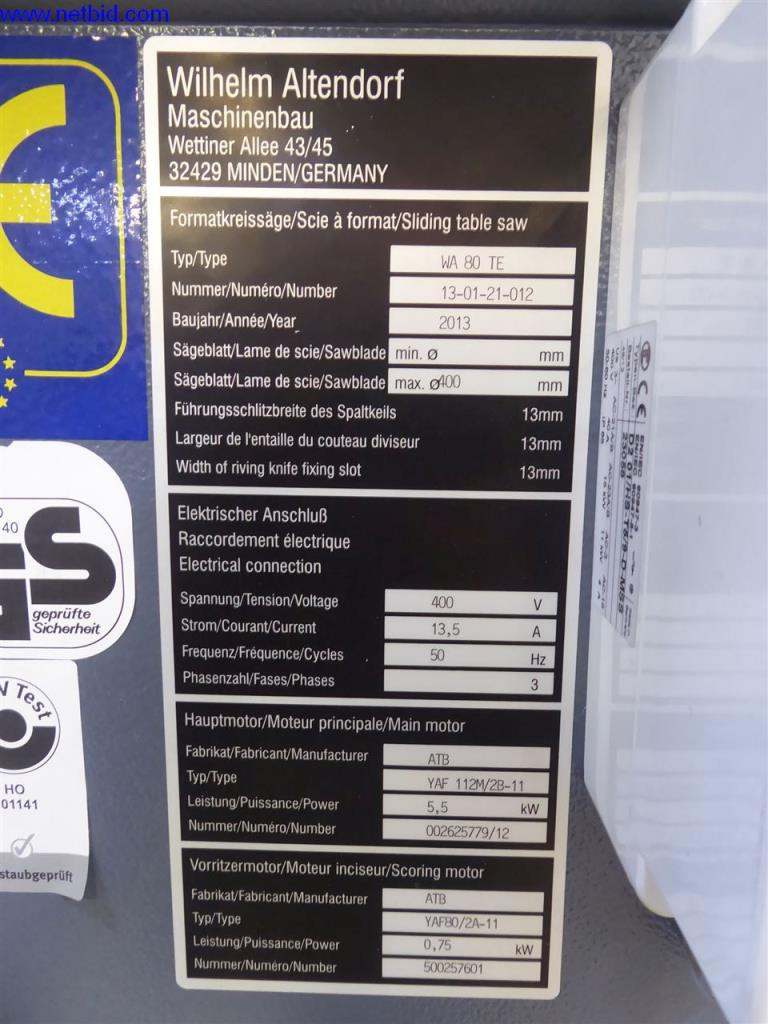 www.netbid.com
Wilhelm Altendorf
Maschinenbau
Wettiner Allee 43/45
32429 MINDEN/GERMANY
Formatkreissäge/Scie à format/Sliding table saw
Typ/Type WA 80 TE
Nummer/Numéro/Number 13-01-21-012
Baujahr/Année/Year 2013
Sägeblatt/Lame de scie/Sawblade min. ø mm
Sägeblatt/Lame de scie/Sawblade max. ø400 mm
Führungsschlitzbreite des Spaltkeils 13mm
Largeur de l'entaille du couteau diviseur 13mm
Width of riving knife fixing slot 13mm
Elektrischer Anschluß
Raccordement électrique
Electrical connection
Spannung/Tension/Voltage 400 V
Strom/Courant/Current 13,5 A
Frequenz/Fréquence/Cycles 50 Hz
Phasenzahl/Fases/Phases 3
Hauptmotor/Moteur principale/Main motor
Fabrikat/Fabricant/Manufacturer ATB
Typ/Type YAF 112M/2B-11
Leistung/Puissance/Power 5,5 kW
Nummer/Numéro/Number 002625779/12
Vorritzermotor/Moteur inciseur/Scoring motor
Fabrikat/Fabricant/Manufacturer ATB
Typ/Type YAF80/2A-11
Leistung/Puissance/Power 0,75 kW
Nummer/Numéro/Number 500257601
40
GS
geprüfte
Sicherheit
Test
HO
01141
staubgeprüft
CE